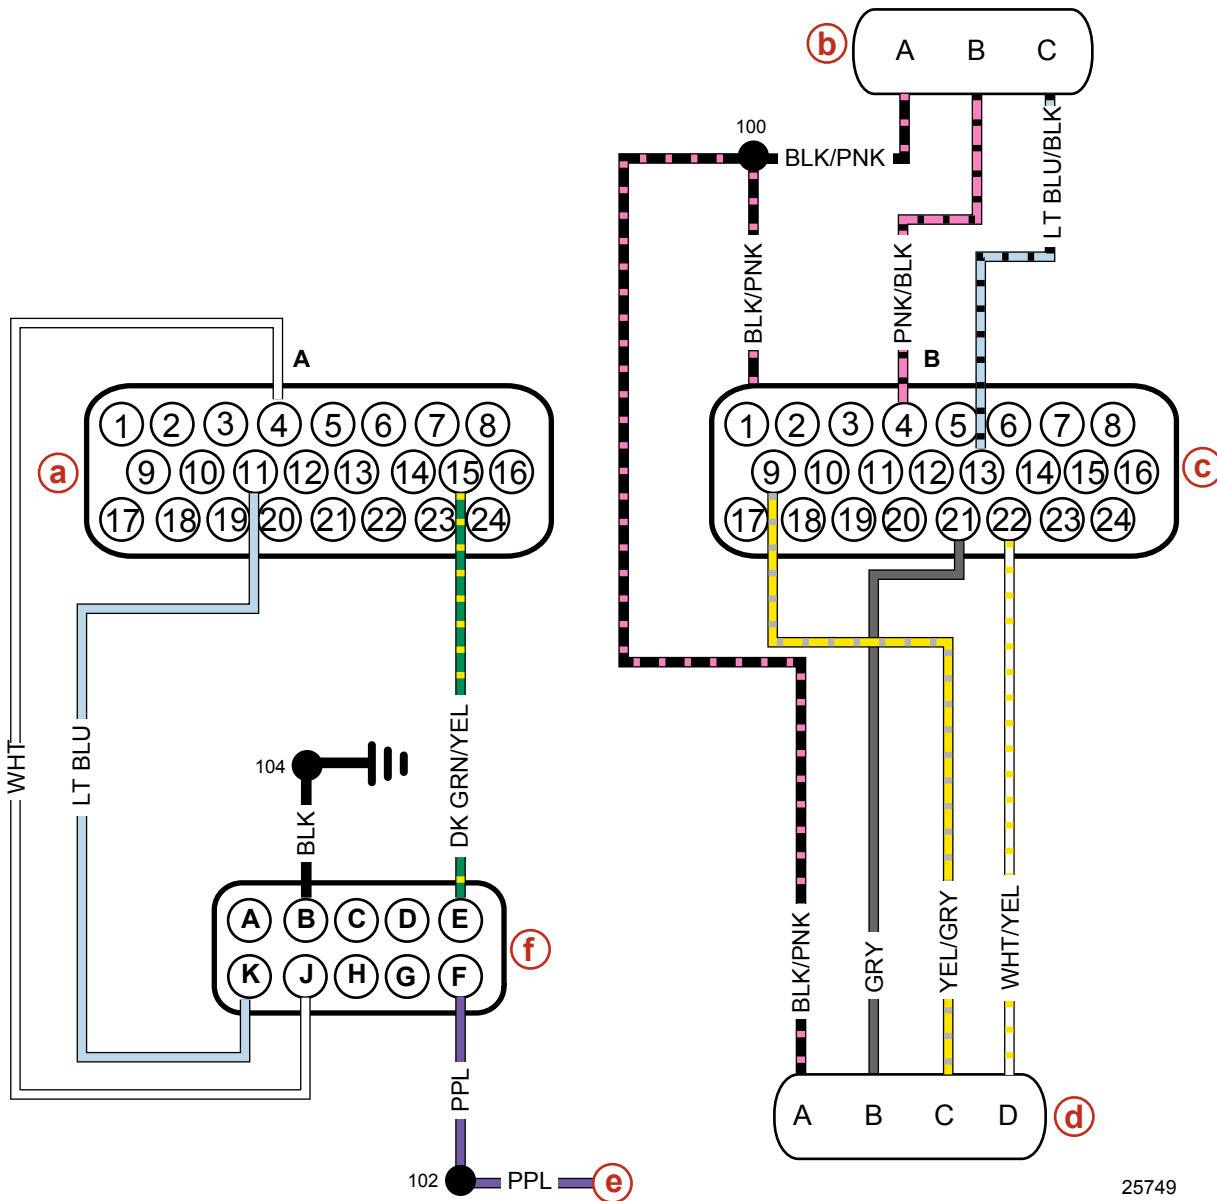 b
A B C
100
BLK/PNK
LT BLU/BLK
BLK/PNK
PNK/BLK
A
B
1 2 3 4 5 6 7 8
9 10 11 12 13 14 15 16
17 18 19 20 21 22 23 24
a
1 2 3 4 5 6 7 8
9 10 11 12 13 14 15 16
17 18 19 20 21 22 23 24
c
WHT
LT BLU
104
BLK
DK GRN/YEL
A B C D E
K J H G F
f
BLK/PNK
GRY
YEL/GRY
WHT/YEL
PPL
A B C D
d
102
PPL
e
25749